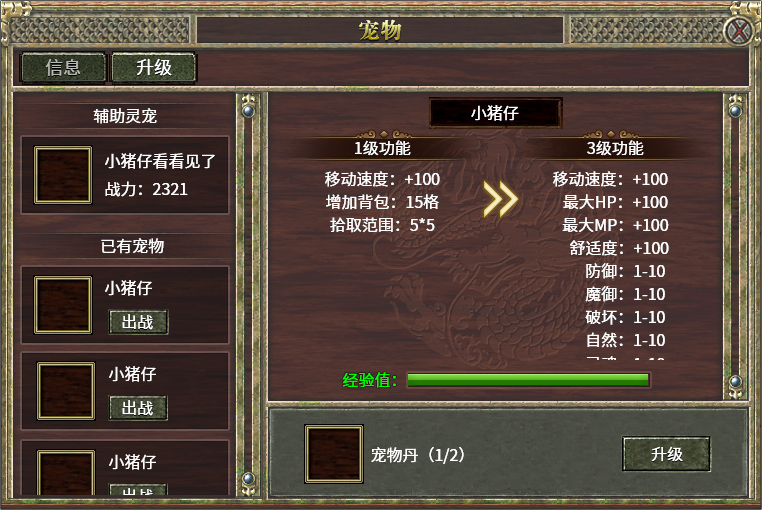 宠物
信息
升级
辅助灵宠
小猪仔看看见了
战力：2321
已有宠物
小猪仔
出战
小猪仔
出战
小猪仔
出战
小猪仔
1级功能
移动速度：+100
增加背包：15格
拾取范围：5*5
3级功能
移动速度：+100
最大HP：+100
最大MP：+100
舒适度：+100
防御：1-10
魔御：1-10
破坏：1-10
自然：1-10
经验值：
宠物丹（1/2）
升级